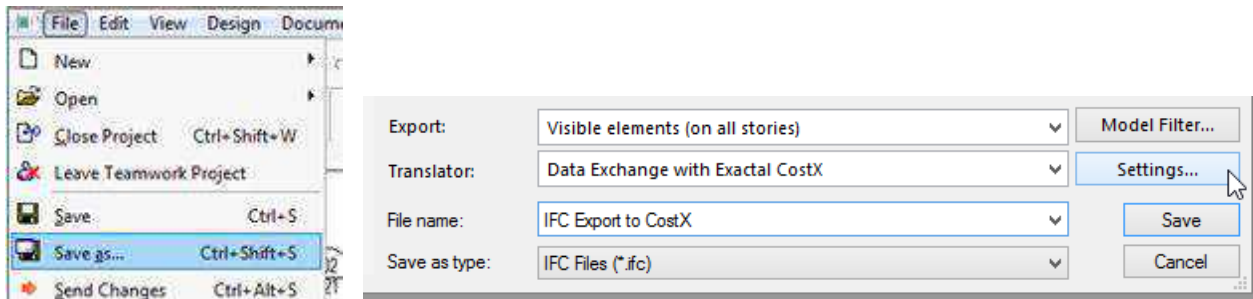 File Edit View Design Docume
New
Open
Close Project Ctrl+Shift+W
Leave Teamwork Project
Save Ctrl+S
Save as... Ctrl+Shift+S
Send Changes Ctrl+Alt+S
Export: Visible elements (on all stories) Model Filter...
Translator: Data Exchange with Exactal CostX Settings...
File name: IFC Export to CostX Save
Save as type: IFC Files (*.ifc) Cancel